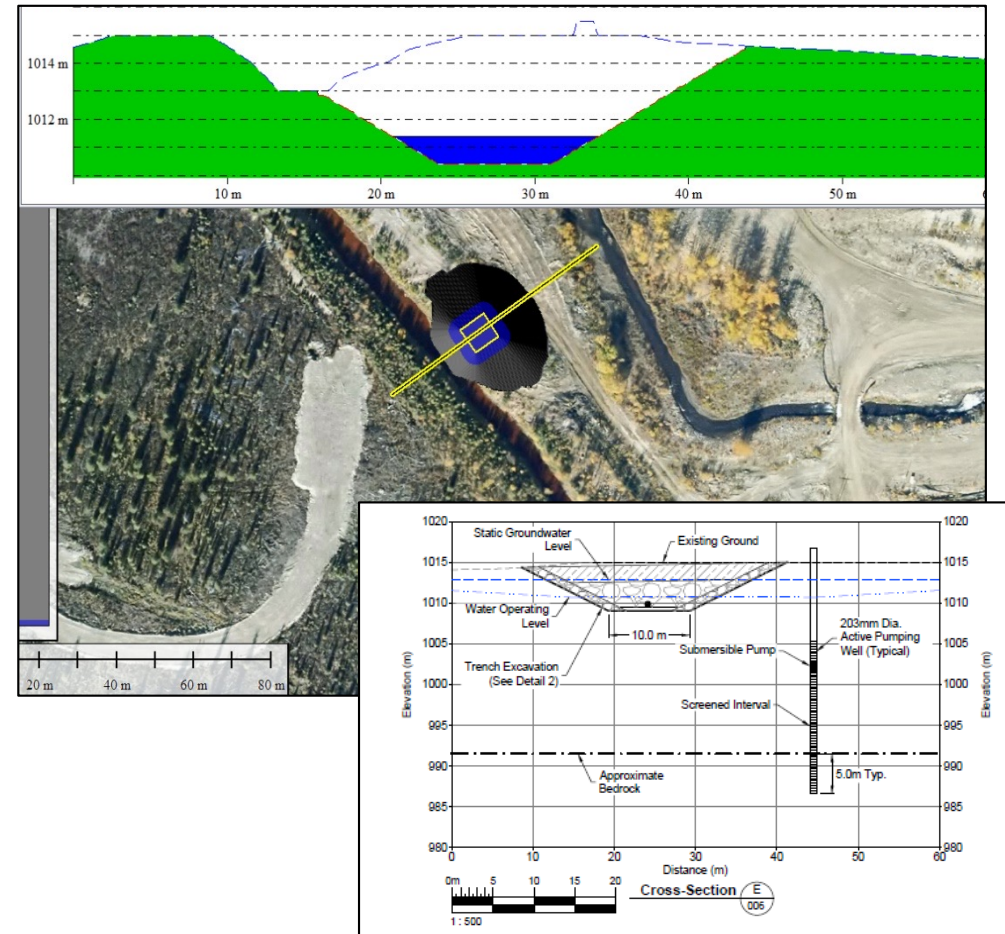 1014 m
1012 m
10 m
20 m
30 m
40 m
50 m
20 m
40 m
60 m
80 m
1020
1015
1010
1005
1000
995
990
985
980
1020
1015
1010
1005
1000
995
990
985
980
Elevation (m)
Elevation (m)
Static Groundwater
Level
Existing Ground
Water Operating
Level
10.0 m
Trench Excavation
(See Detail 2)
203mm Dia.
Active Pumping
Well (Typical)
Submersible Pump
Screened Interval
Approximate
Bedrock
5.0m Typ.
0
10
20
30
40
50
60
Distance (m)
0m
5
10
15
20
1 : 500
Cross-Section
E
006